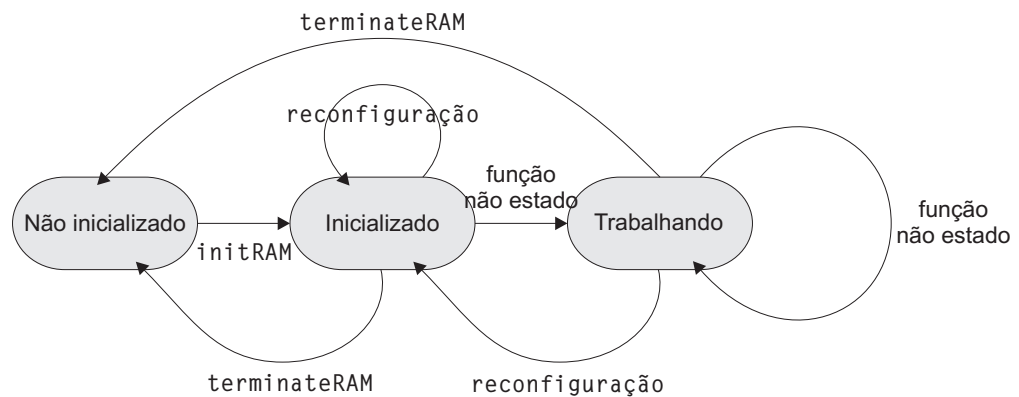 terminateRAM
reconfiguração
função
não estado
Não inicializado
Inicializado
Trabalhando
função
não estado
initRAM
terminateRAM
reconfiguração